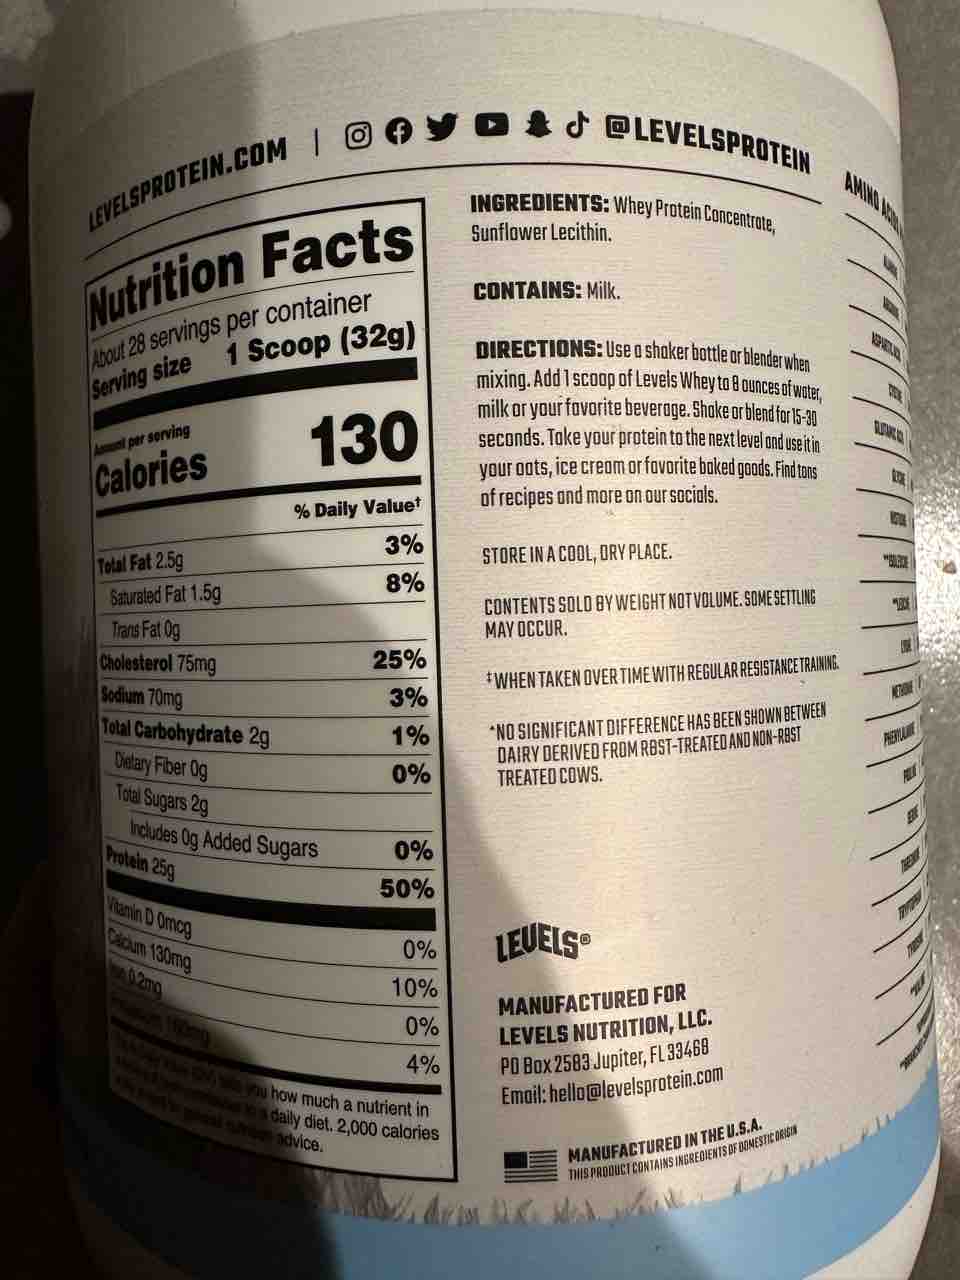 LEVELSPROTEIN.COM | @LEVELSPROTEIN
Nutrition Facts
About 28 servings per container
Serving size 1 Scoop (32g)
Amount per serving
Calories 130
% Daily Value†
Total Fat 2.5g 3%
Saturated Fat 1.5g 8%
Trans Fat 0g
Cholesterol 75mg 25%
Sodium 70mg 3%
Total Carbohydrate 2g 1%
Dietary Fiber 0g 0%
Total Sugars 2g
Includes 0g Added Sugars 0%
Protein 25g 50%
Vitamin D 0mcg 0%
Calcium 130mg 10%
Iron 0.2mg 0%
4%
you how much a nutrient in
a daily diet. 2,000 calories
advice.
INGREDIENTS: Whey Protein Concentrate,
Sunflower Lecithin.
CONTAINS: Milk.
DIRECTIONS: Use a shaker bottle or blender when
mixing. Add 1 scoop of Levels Whey to 8 ounces of water,
milk or your favorite beverage. Shake or blend for 15-30
seconds. Take your protein to the next level and use it in
your oats, ice cream or favorite baked goods. Find tons
of recipes and more on our socials.
STORE IN A COOL, DRY PLACE.
CONTENTS SOLD BY WEIGHT NOT VOLUME. SOME SETTLING
MAY OCCUR.
‡WHEN TAKEN OVER TIME WITH REGULAR RESISTANCE TRAINING.
*NO SIGNIFICANT DIFFERENCE HAS BEEN SHOWN BETWEEN
DAIRY DERIVED FROM RBST-TREATED AND NON-RBST
TREATED COWS.
LEVELS®
MANUFACTURED FOR
LEVELS NUTRITION, LLC.
PO Box 2583 Jupiter, FL 33468
Email: hello@levelsprotein.com
MANUFACTURED IN THE U.S.A.
THIS PRODUCT CONTAINS INGREDIENTS OF DOMESTIC ORIGIN
AMINO
ASPARTIC ACID
CYSTINE
GLUTAMIC ACID
GLYCINE
METHIONINE
PHENYLALANINE